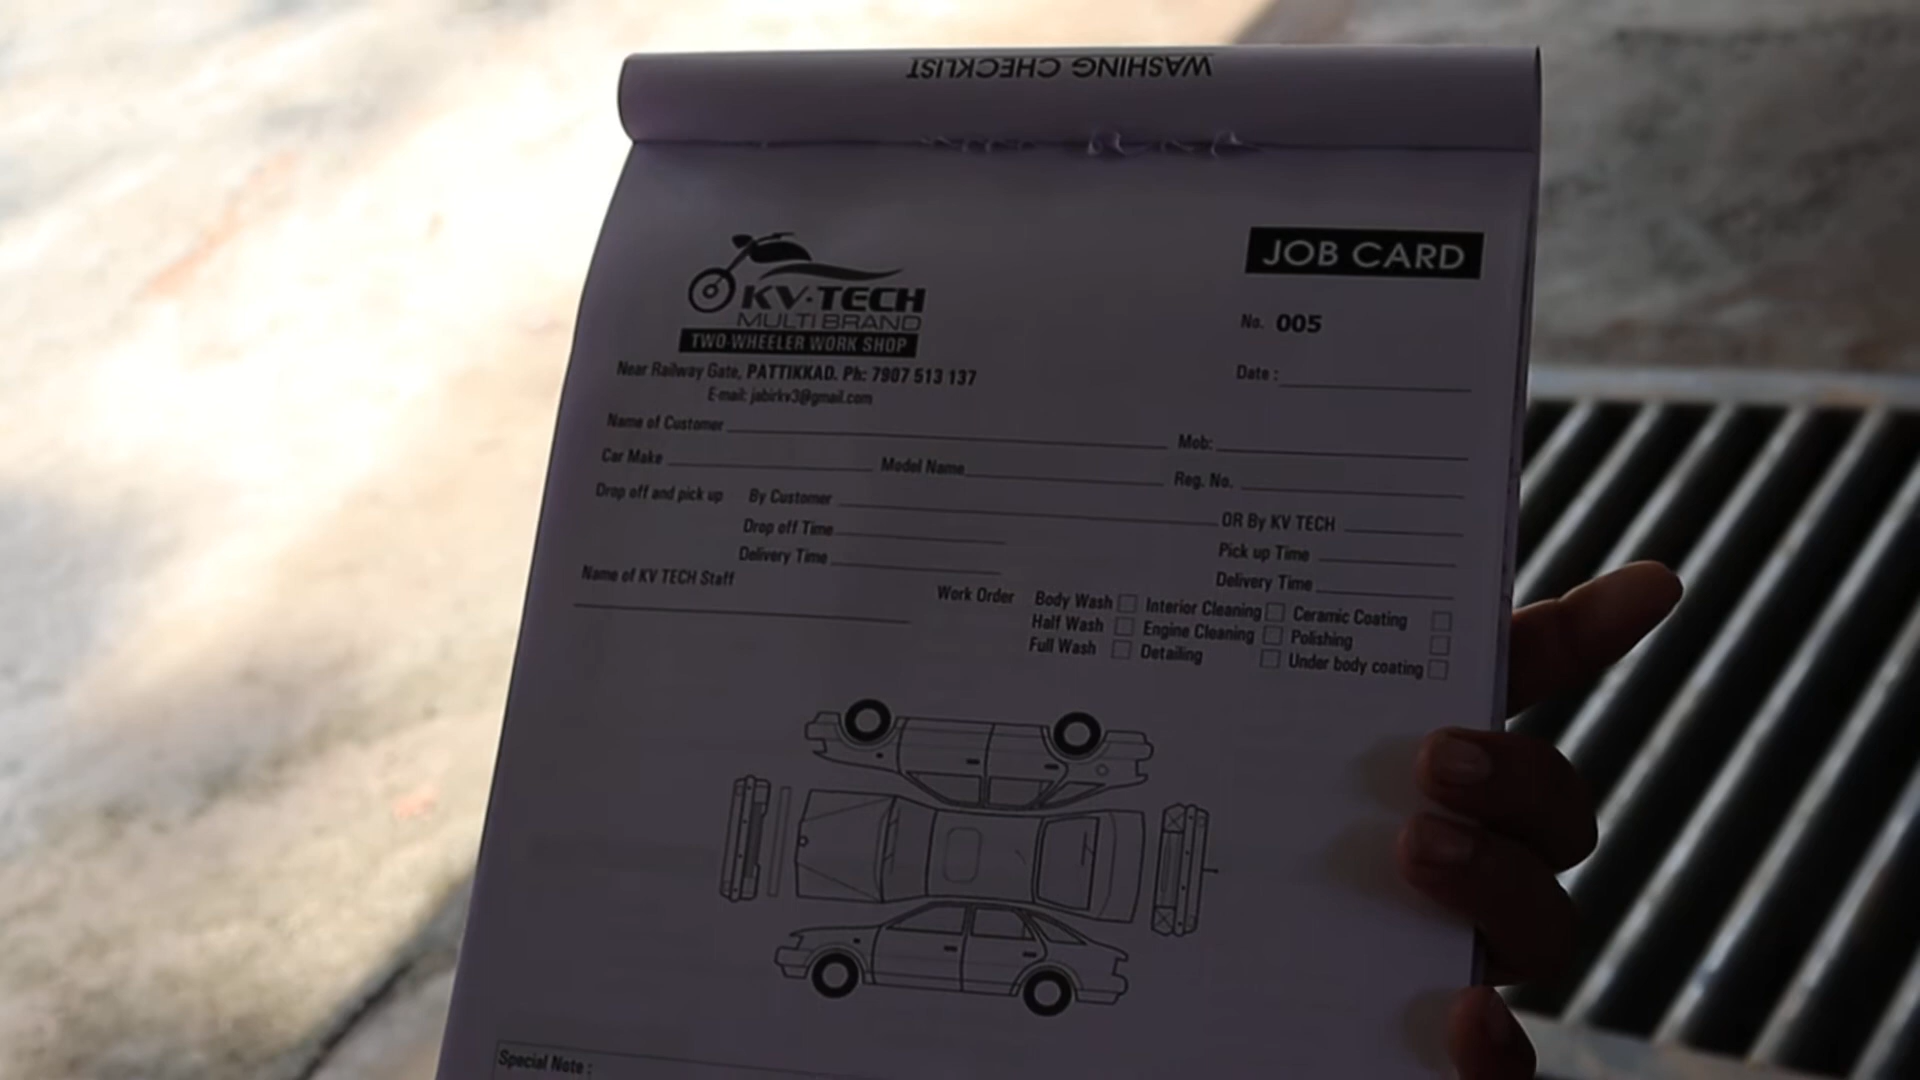 WASHING CHECKLIST
JOB CARD
KV-TECH
MULTI BRAND
TWO-WHEELER WORK SHOP
No. 005
Near Railway Gate, PATTIKKAD. Ph: 7907 513 137
Date :
E-mail: jabirkv3@gmail.com
Name of Customer Mob:
Car Make Model Name Reg. No.
Drop off and pick up By Customer OR By KV TECH
Drop off Time Pick up Time
Delivery Time Delivery Time
Name of KV TECH Staff
Work Order Body Wash Interior Cleaning Ceramic Coating
Half Wash Engine Cleaning Polishing
Full Wash Detailing Under body coating
Special Note :